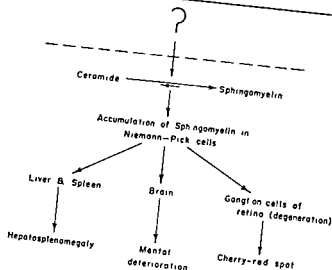 ?
Ceramide
Sphingomyelin
Accumulation of Sphingomyelin in
Niemann-Pick cells
Liver & Spleen
Brain
Ganglion cells of
retina (degeneration)
Hepatosplenomegaly
Mental
deterioration
Cherry-red spot